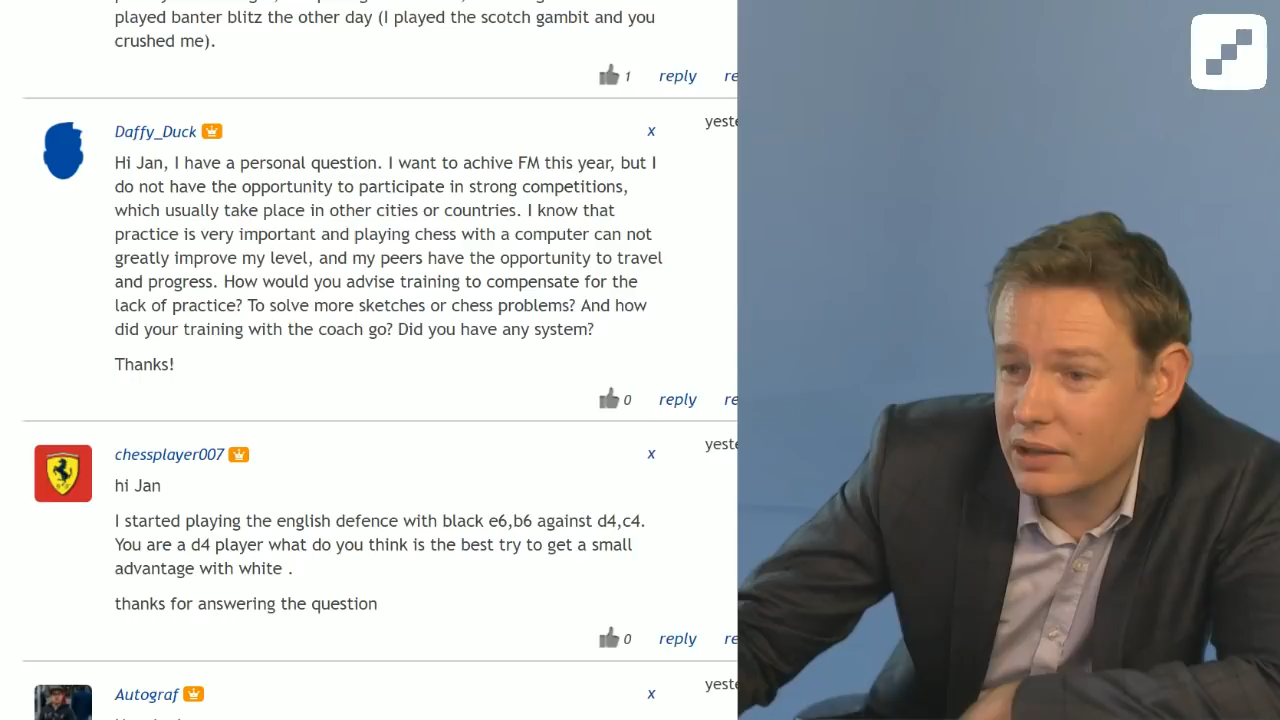 played banter blitz the other day (I played the scotch gambit and you
crushed me).
1 reply re
Daffy_Duck x yeste
Hi Jan, I have a personal question. I want to achive FM this year, but I
do not have the opportunity to participate in strong competitions,
which usually take place in other cities or countries. I know that
practice is very important and playing chess with a computer can not
greatly improve my level, and my peers have the opportunity to travel
and progress. How would you advise training to compensate for the
lack of practice? To solve more sketches or chess problems? And how
did your training with the coach go? Did you have any system?
Thanks!
0 reply re
chessplayer007 x yeste
hi Jan
I started playing the english defence with black e6,b6 against d4,c4.
You are a d4 player what do you think is the best try to get a small
advantage with white .
thanks for answering the question
0 reply re
Autograf x yeste